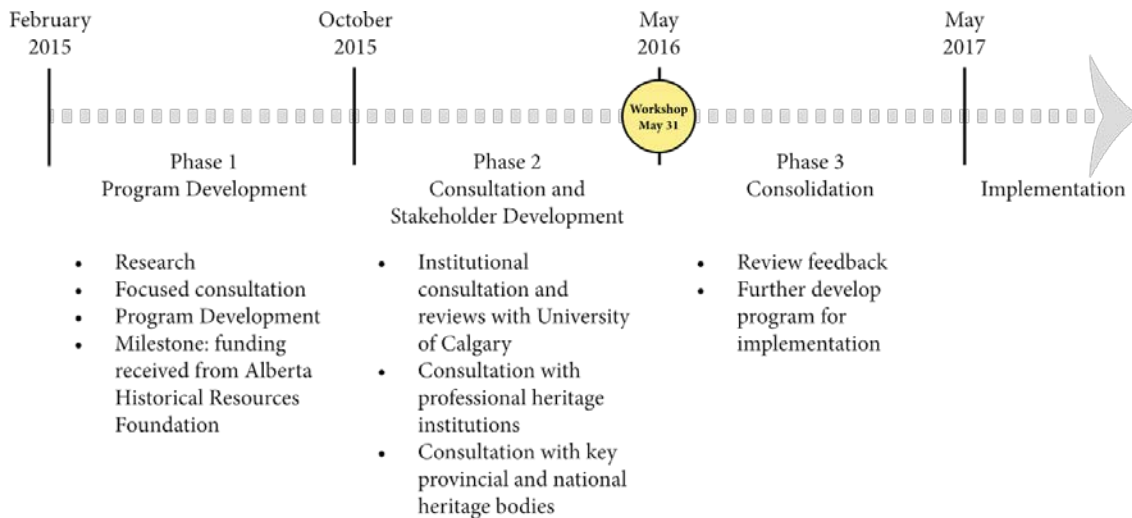 February
2015
October
2015
May
2016
May
2017
Workshop
May 31
Phase 1
Program Development
Phase 2
Consultation and
Stakeholder Development
Phase 3
Consolidation
Implementation
• Research
• Focused consultation
• Program Development
• Milestone: funding
received from Alberta
Historical Resources
Foundation
• Institutional
consultation and
reviews with University
of Calgary
• Consultation with
professional heritage
institutions
• Consultation with key
provincial and national
heritage bodies
• Review feedback
• Further develop
program for
implementation